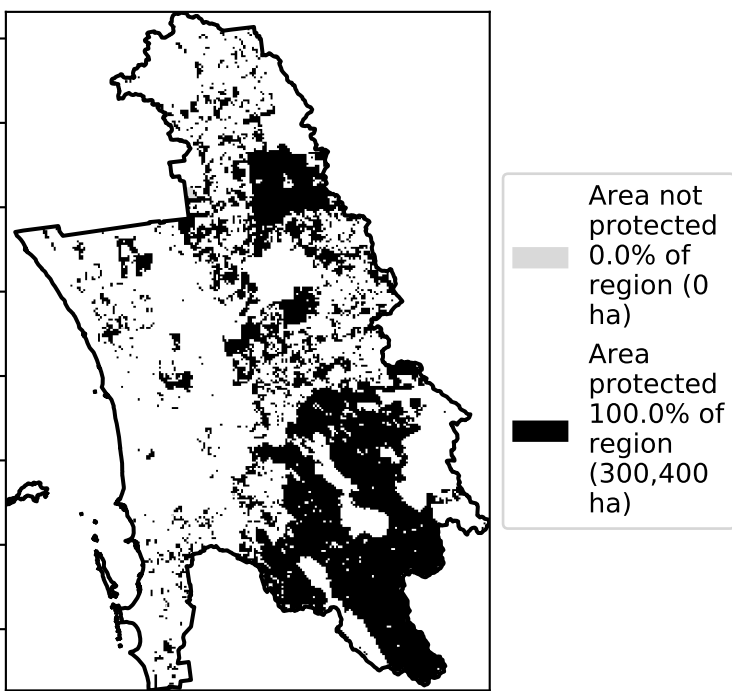 Area not
protected
0.0% of
region (0
ha)
Area
protected
100.0% of
region
(300,400
ha)